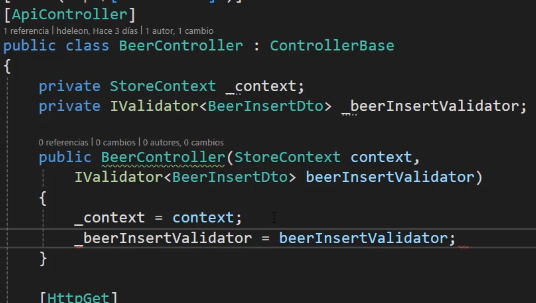 [ApiController]
1 referencia | hdeleon, Hace 3 días | 1 autor, 1 cambio
public class BeerController : ControllerBase
{
private StoreContext _context;
private IValidator<BeerInsertDto> _beerInsertValidator;
0 referencias | 0 cambios | 0 autores, 0 cambios
public BeerController(StoreContext context,
IValidator<BeerInsertDto> beerInsertValidator)
{
_context = context;
_beerInsertValidator = beerInsertValidator;
}
[HttpGet]